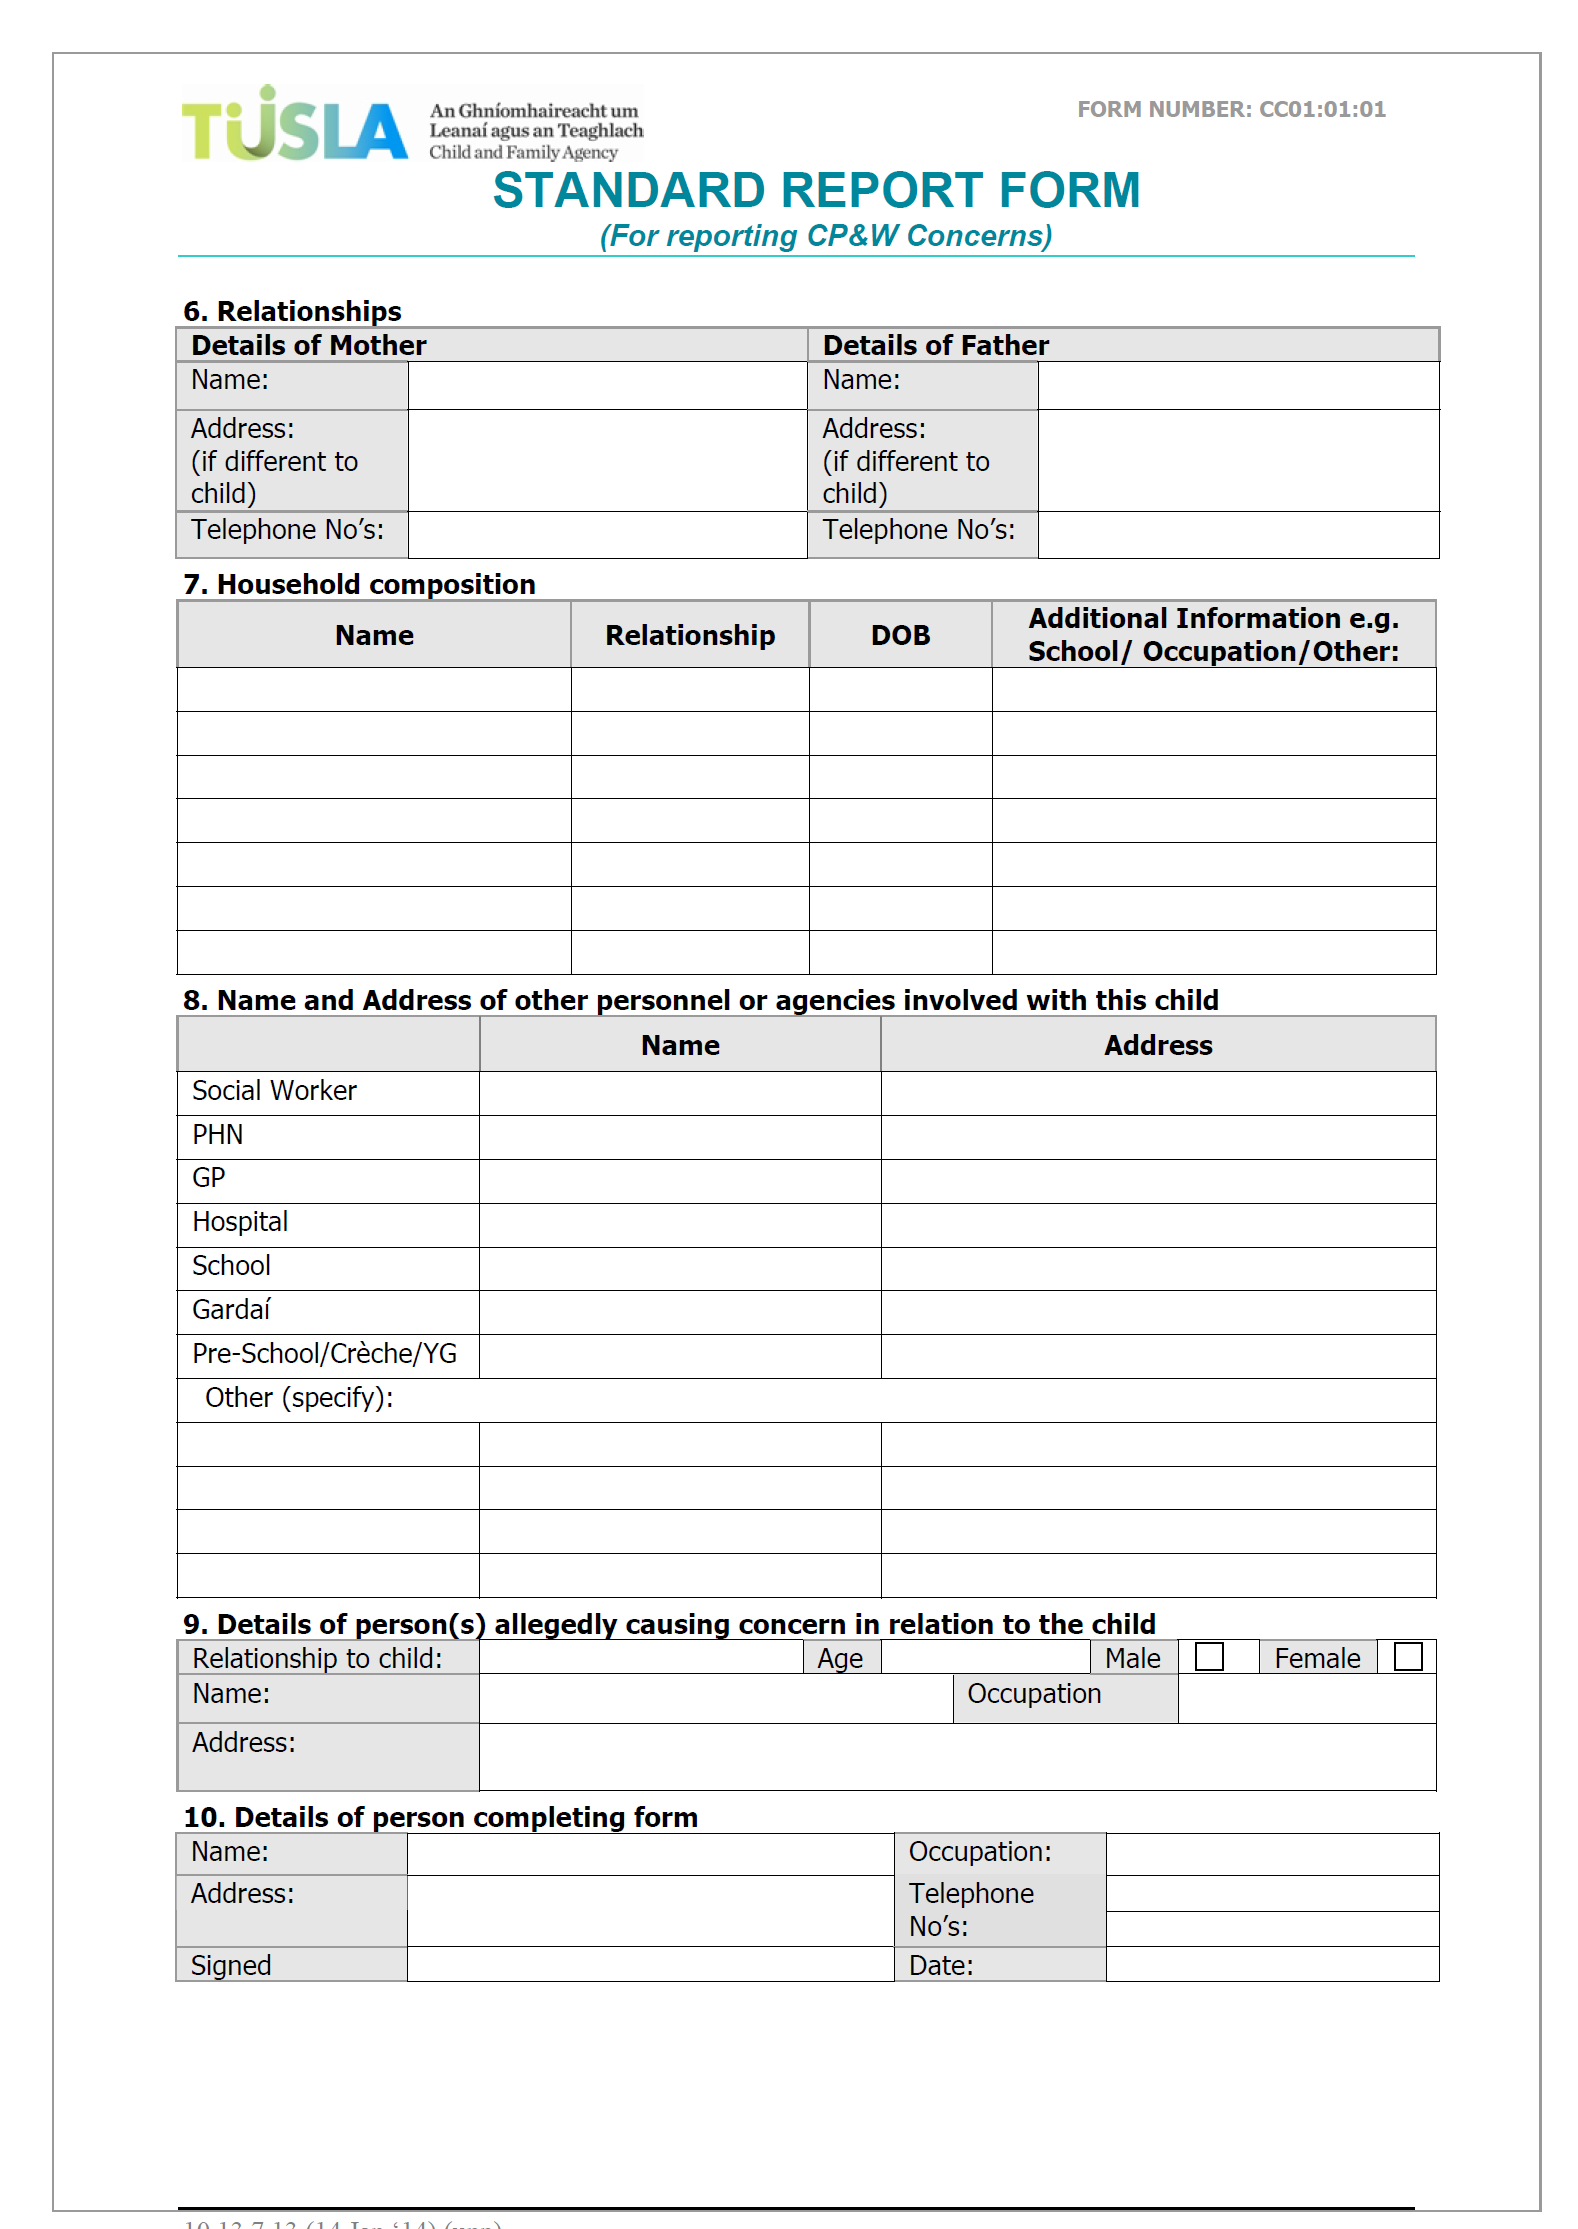 TUSLA
An Ghníomhaireacht um
Leanaí agus an Teaghlach
Child and Family Agency
FORM NUMBER: CC01:01:01
STANDARD REPORT FORM
(For reporting CP&W Concerns)
6. Relationships
Details of Mother Details of Father
Name: Name:
Address: Address:
(if different to (if different to
child) child)
Telephone No’s: Telephone No’s:
7. Household composition
Name Relationship DOB Additional Information e.g.
School/ Occupation/Other:
8. Name and Address of other personnel or agencies involved with this child
Name Address
Social Worker
PHN
GP
Hospital
School
Gardaí
Pre-School/Crèche/YG
Other (specify):
9. Details of person(s) allegedly causing concern in relation to the child
Relationship to child: Age Male Female
Name: Occupation
Address:
10. Details of person completing form
Name: Occupation:
Address: Telephone
No’s:
Signed Date: